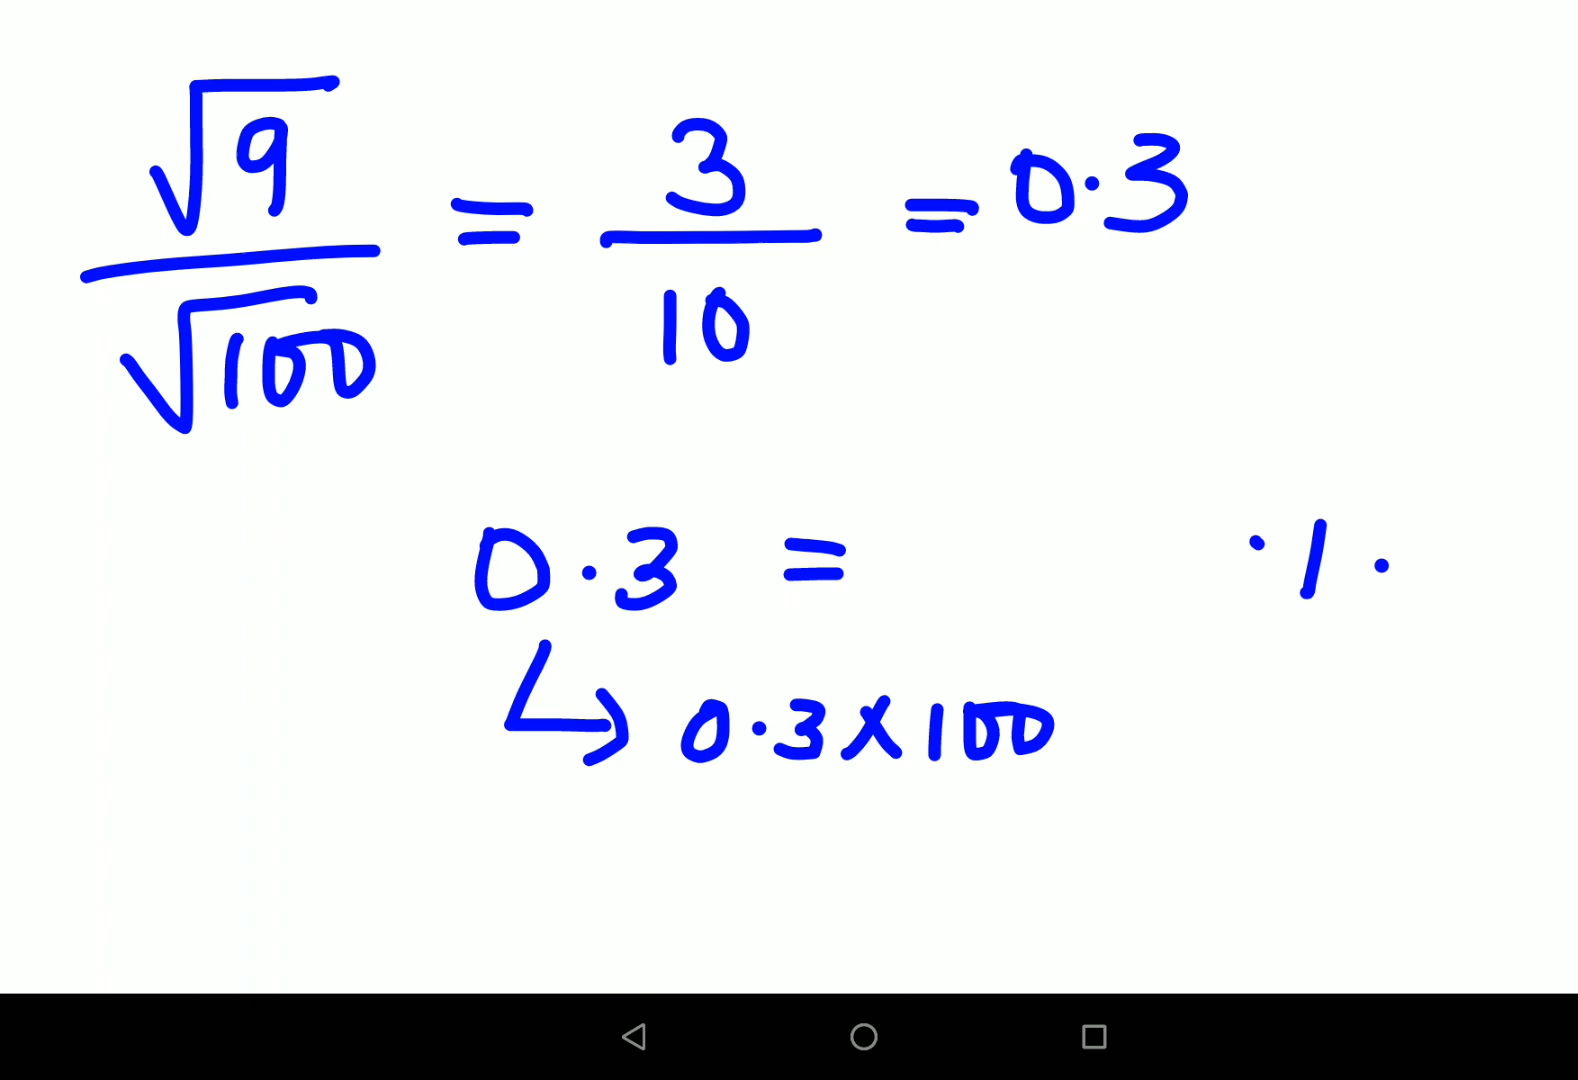 √9/√100 = 3/10 = 0.3
0.3 = %
↳ 0.3×100